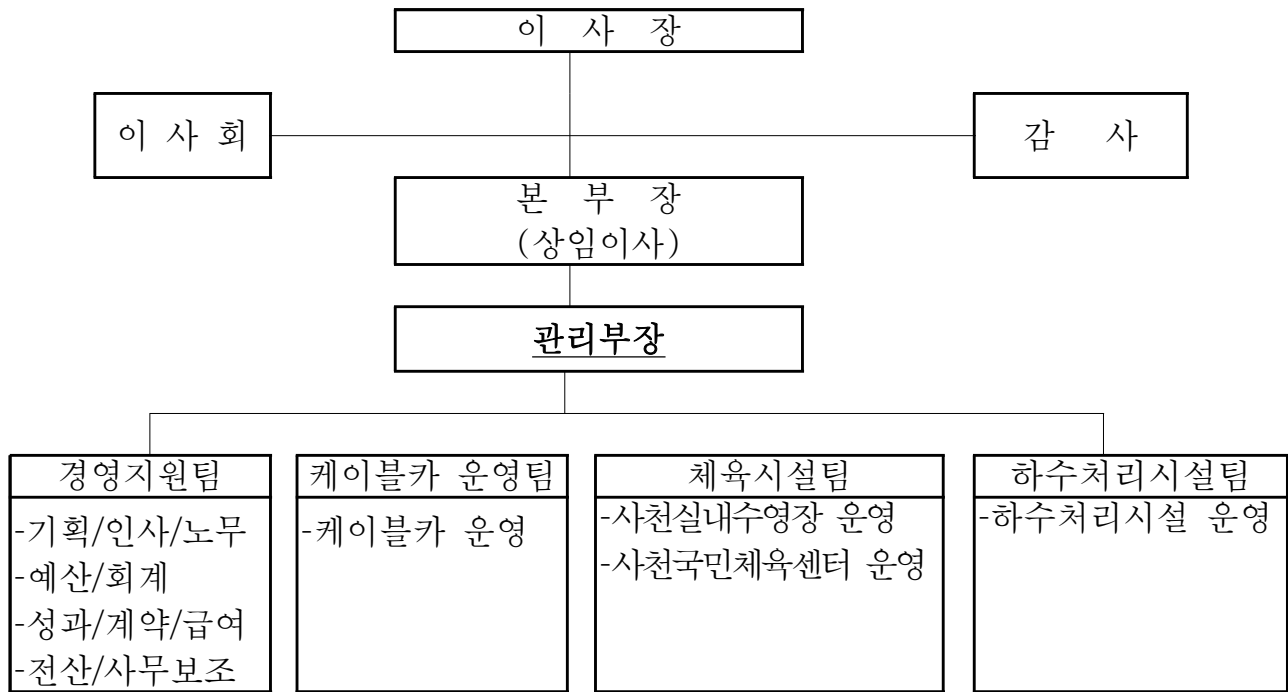 이 사 장
이 사 회
감 사
본 부 장
(상임이사)
관리부장
경영지원팀
-기획/인사/노무
-예산/회계
-성과/계약/급여
-전산/사무보조
케이블카 운영팀
-케이블카 운영
체육시설팀
-사천실내수영장 운영
-사천국민체육센터 운영
하수처리시설팀
-하수처리시설 운영